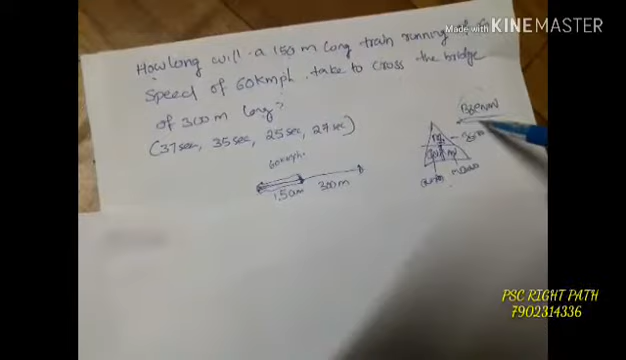 Made with KINEMASTER
How long will a 150 m long train running at a
Speed of 60Kmph take to cross the bridge
of 300 m long?
(37sec, 35sec, 25sec, 27sec)
60kmph.
150m 300m
PSC RIGHT PATH
7902314336